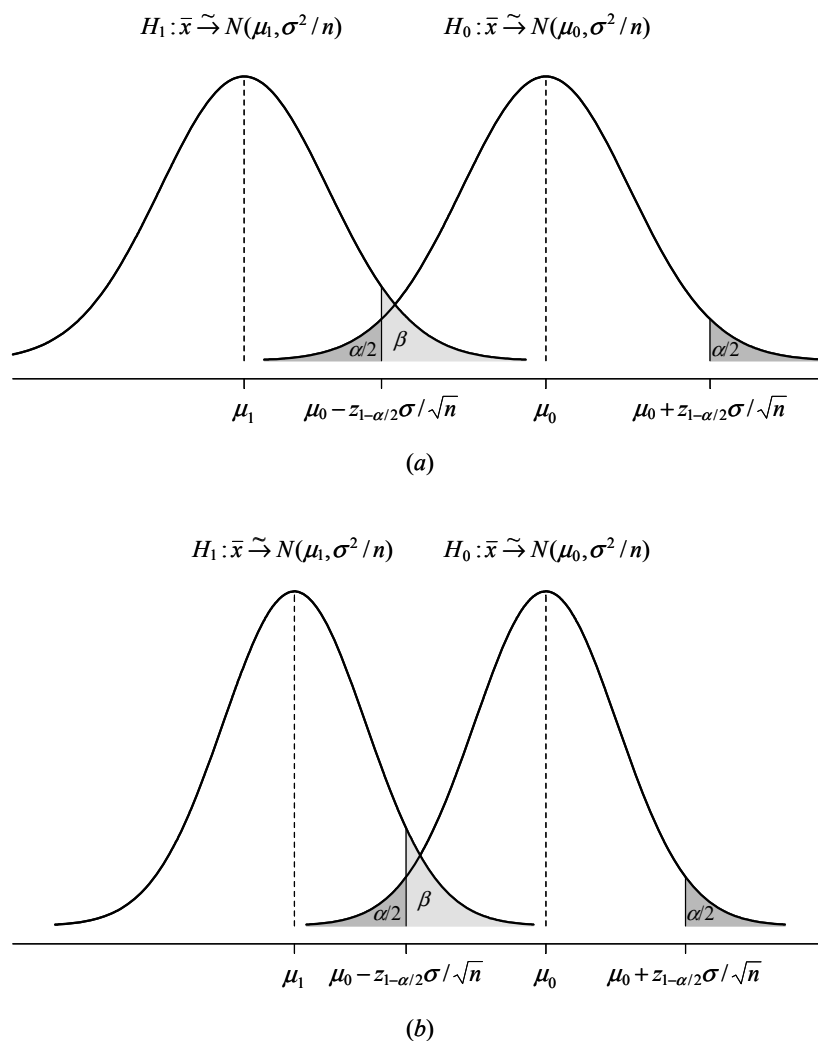 H₁ : x̄ →̃ N(μ₁, σ²/n) H₀ : x̄ →̃ N(μ₀, σ²/n)
α/2 β α/2
μ₁ μ₀ − z₁₋α/₂σ/√n μ₀ μ₀ + z₁₋α/₂σ/√n
(a)
H₁ : x̄ →̃ N(μ₁, σ²/n) H₀ : x̄ →̃ N(μ₀, σ²/n)
α/2 β α/2
μ₁ μ₀ − z₁₋α/₂σ/√n μ₀ μ₀ + z₁₋α/₂σ/√n
(b)